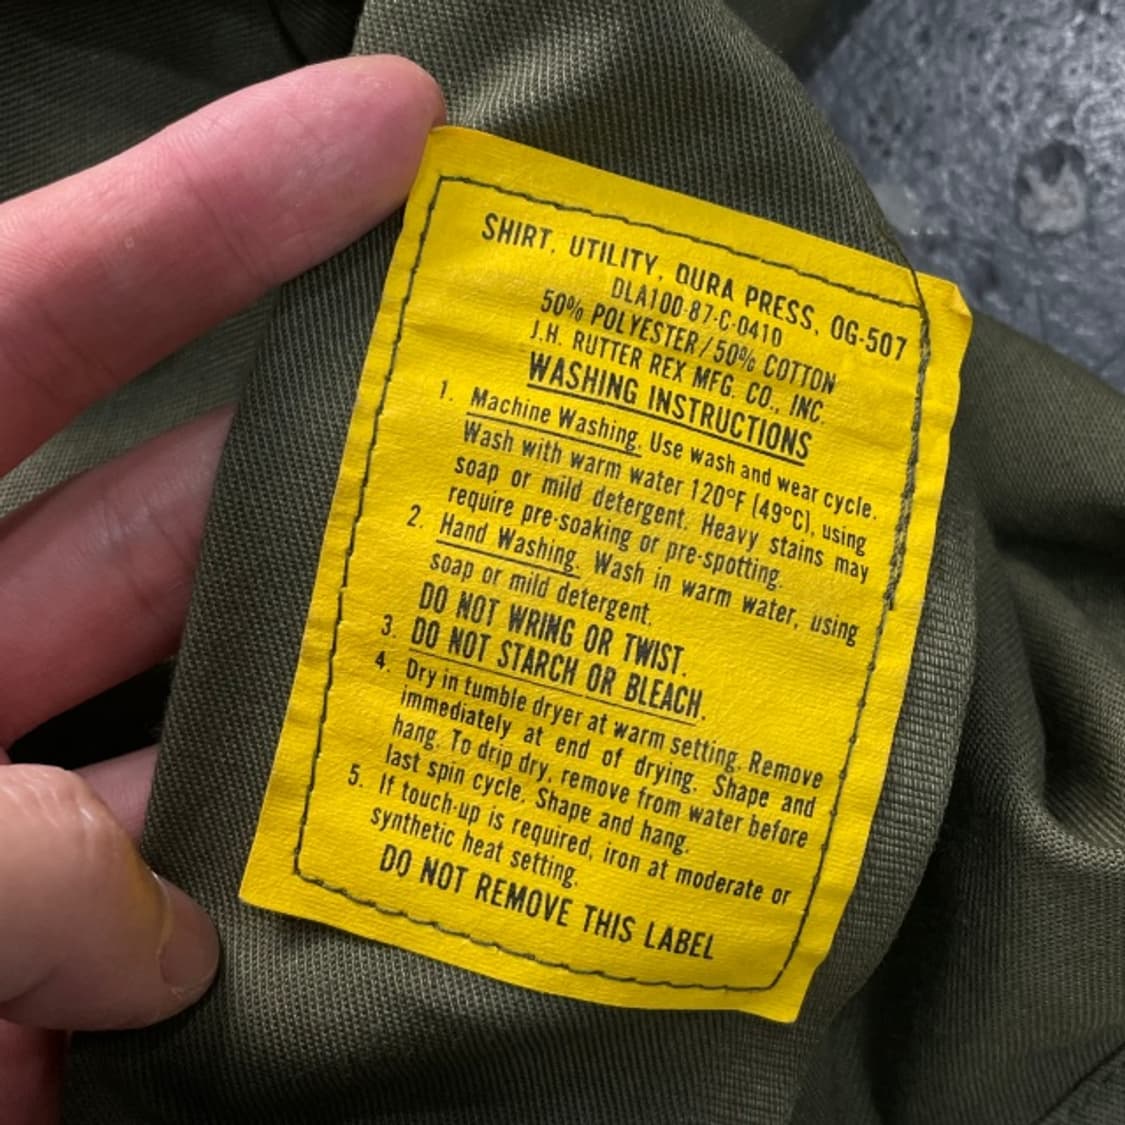 SHIRT, UTILITY, DURA PRESS, OG-507
DLA100-87-C-0410
50% POLYESTER/50% COTTON
J.H. RUTTER REX MFG. CO., INC.
WASHING INSTRUCTIONS
1. Machine Washing. Use wash and wear cycle.
Wash with warm water 120°F (49°C), using
soap or mild detergent. Heavy stains may
require pre-soaking or pre-spotting.
2. Hand Washing. Wash in warm water, using
soap or mild detergent.
DO NOT WRING OR TWIST.
3. DO NOT STARCH OR BLEACH.
4. Dry in tumble dryer at warm setting. Remove
immediately at end of drying. Shape and
hang. To drip dry, remove from water before
last spin cycle. Shape and hang.
5. If touch-up is required, iron at moderate or
synthetic heat setting.
DO NOT REMOVE THIS LABEL